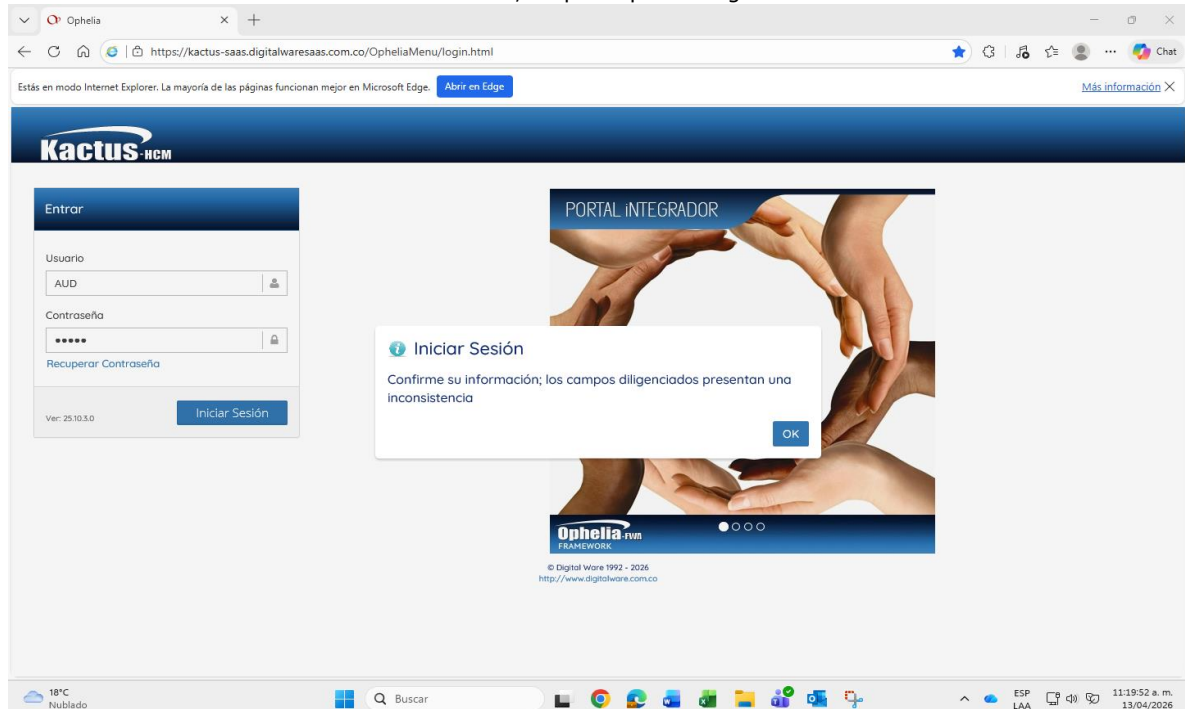 Ophelia
https://kactus-saas.digitalwaresaas.com.co/OpheliaMenu/login.html
Chat
Estás en modo Internet Explorer. La mayoría de las páginas funcionan mejor en Microsoft Edge.
Abrir en Edge
Más información
Kactus-HCM
Entrar
Usuario
AUD
Contraseña
•••••
Recuperar Contraseña
Ver: 25.10.3.0
Iniciar Sesión
PORTAL iNTEGRADOR
Iniciar Sesión
Confirme su información; los campos diligenciados presentan una
inconsistencia
OK
Ophelia-FWR
FRAMEWORK
© Digital Ware 1992 - 2026
http://www.digitalware.com.co
18°C
Nublado
Buscar
ESP
LAA
11:19:52 a. m.
13/04/2026